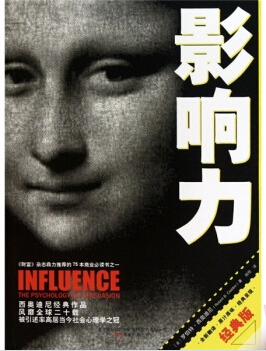 影响力
《财富》杂志鼎力推荐的 75 本商业必读书之一
INFLUENCE
THE PSYCHOLOGY OF PERSUASION
西奥迪尼经典作品
风靡全球二十载
被引述率高居当今社会心理学之冠
经典版